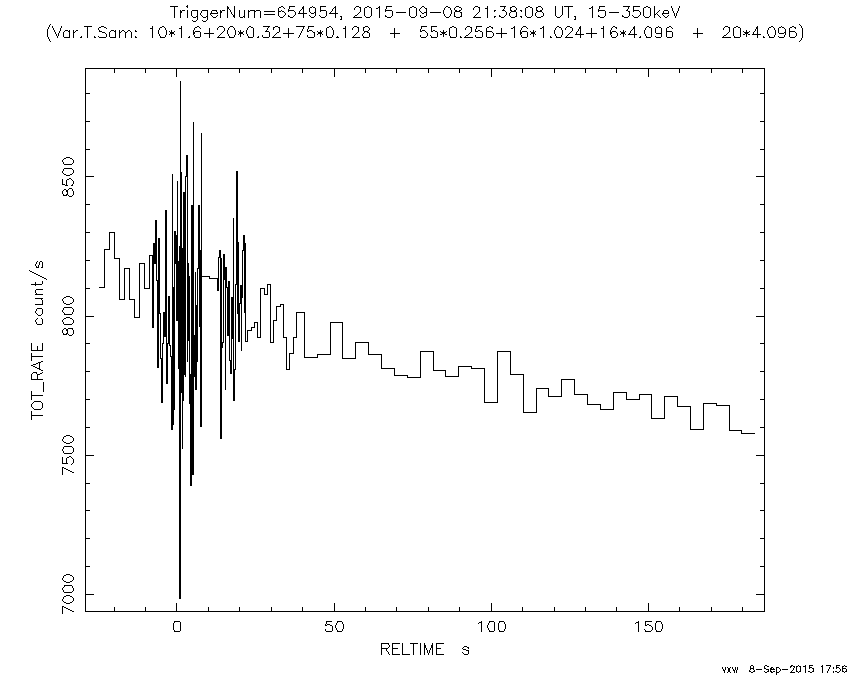 TriggerNum=654954, 2015-09-08 21:38:08 UT, 15-350keV
(Var.T.Sam: 10*1.6+20*0.32+75*0.128 + 55*0.256+16*1.024+16*4.096 + 20*4.096)
8500
8000
7500
7000
TOT_RATE count/s
0 50 100 150
RELTIME s
vxw 8-Sep-2015 17:56